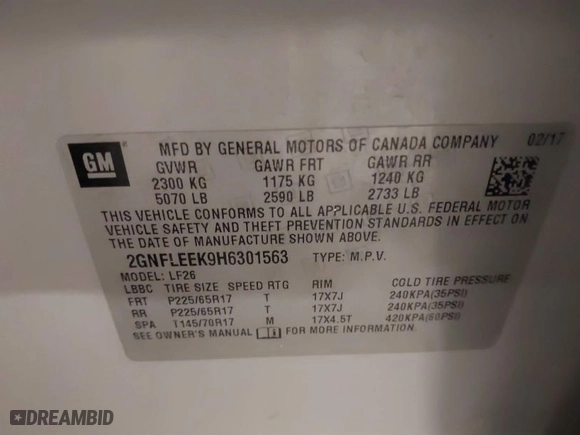 GM
MFD BY GENERAL MOTORS OF CANADA COMPANY 02/17
GVWR GAWR FRT GAWR RR
2300 KG 1175 KG 1240 KG
5070 LB 2590 LB 2733 LB
THIS VEHICLE CONFORMS TO ALL APPLICABLE U.S. FEDERAL MOTOR
VEHICLE SAFETY AND THEFT PREVENTION STANDARDS IN EFFECT ON
THE DATE OF MANUFACTURE SHOWN ABOVE.
2GNFLEEK9H6301563 TYPE: M.P.V.
MODEL: LF26
LBBC TIRE SIZE SPEED RTG RIM COLD TIRE PRESSURE
FRT P225/65R17 T 17X7J 240KPA(35PSI)
RR P225/65R17 T 17X7J 240KPA(35PSI)
SPA T145/70R17 M 17X4.5T 420KPA(60PSI)
SEE OWNER'S MANUAL FOR MORE INFORMATION.
DREAMBID